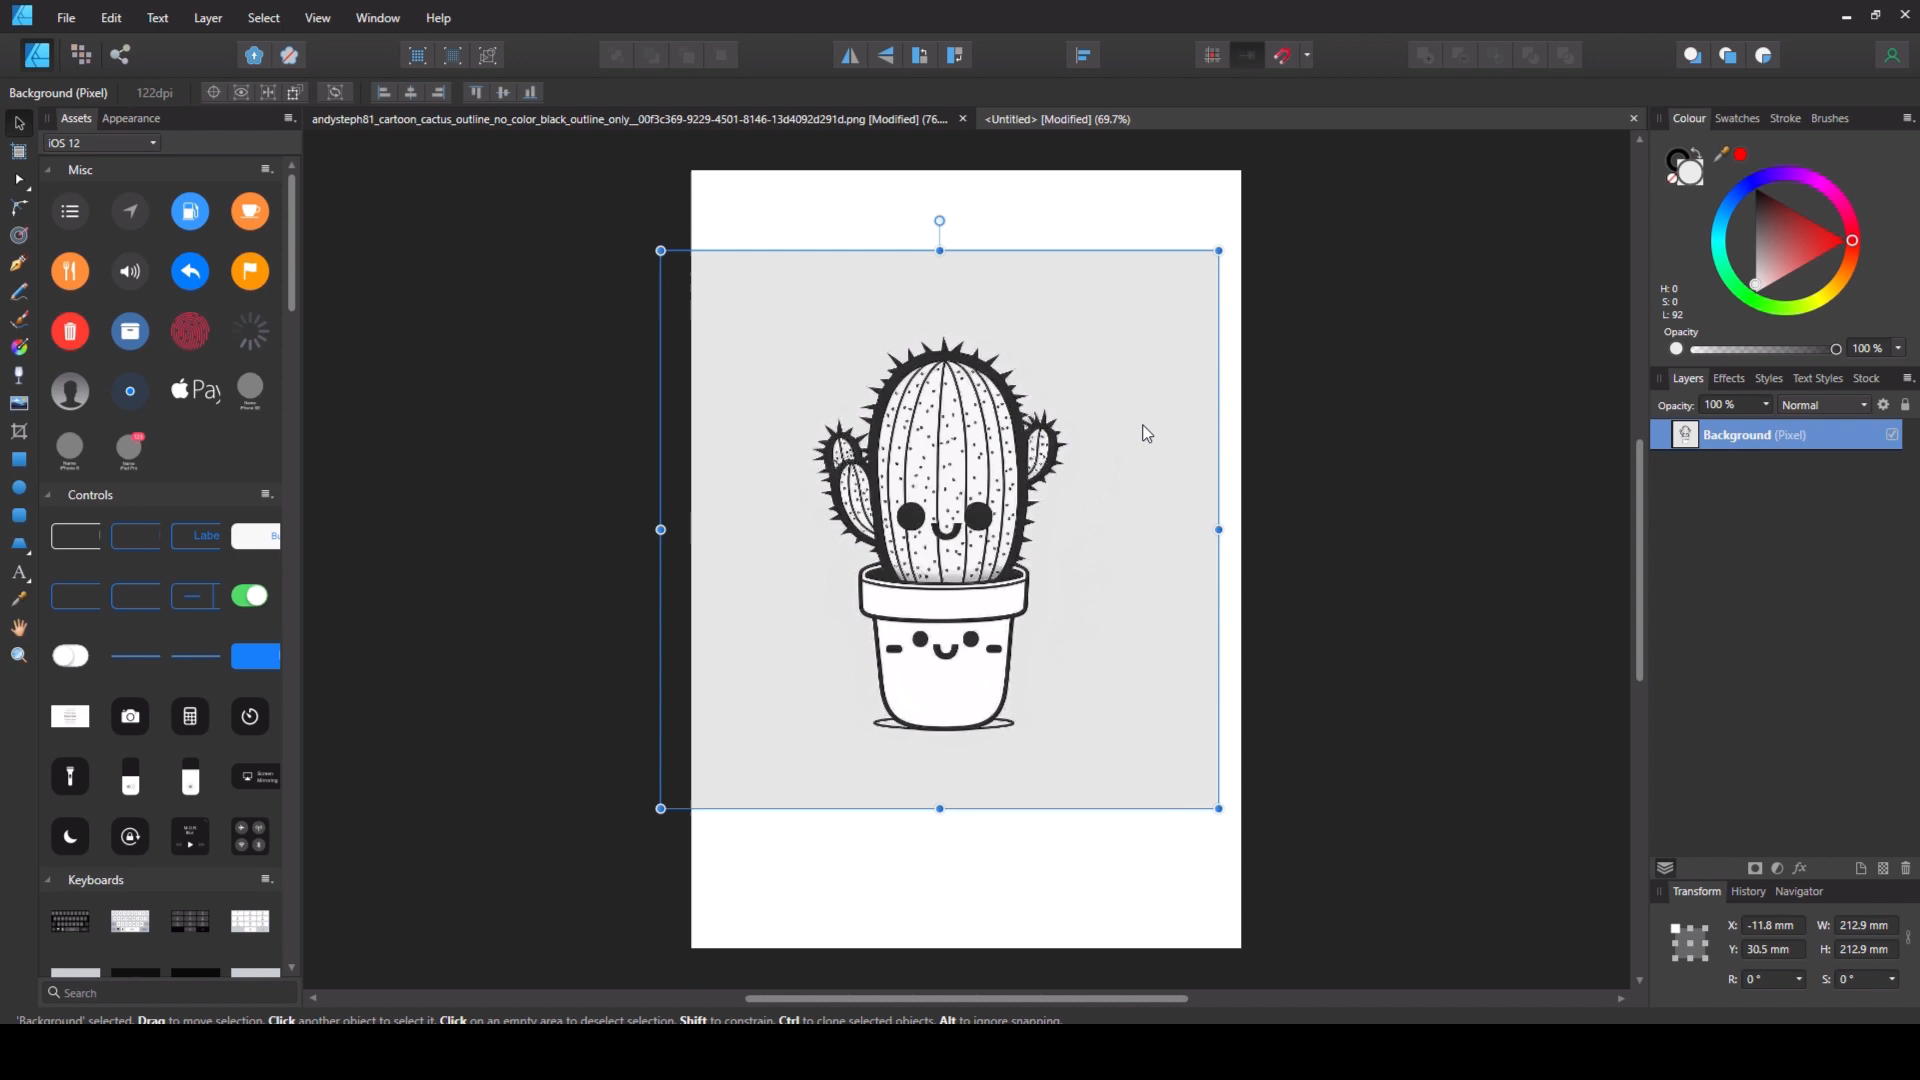 File Edit Text Layer Select View Window Help
Background (Pixel) 122dpi
Assets Appearance
andysteph81_cartoon_cactus_outline_no_color_black_outline_only__00f3c369-9229-4501-8146-13d4092d291d.png [Modified] (76....
<Untitled> [Modified] (69.7%)
Colour Swatches Stroke Brushes
iOS 12
Misc
Pay
Controls
Labe
Screen
Mirroring
Keyboards
Search
H: 0
S: 0
L: 92
Opacity
100 %
Layers Effects Styles Text Styles Stock
Opacity: 100 % Normal
Background (Pixel)
Transform History Navigator
X: -11.8 mm W: 212.9 mm
Y: 30.5 mm H: 212.9 mm
R: 0 ° S: 0 °
'Background' selected. Drag to move selection. Click another object to select it. Click on an empty area to deselect selection. Shift to constrain. Ctrl to clone selected objects. Alt to ignore snapping.